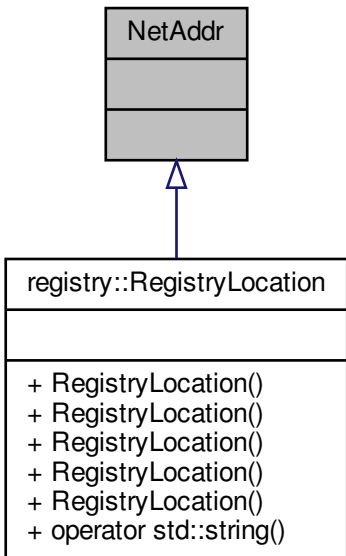 NetAddr
registry::RegistryLocation
+ RegistryLocation()
+ RegistryLocation()
+ RegistryLocation()
+ RegistryLocation()
+ RegistryLocation()
+ operator std::string()